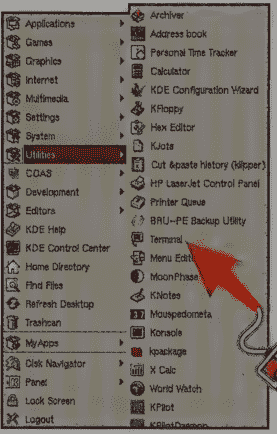 Applications
Games
Graphics
Internet
Multimedia
Settings
System
Utilities
COAS
Development
Editors
KDE Help
KDE Control Center
Home Directory
Find Files
Refresh Desktop
Trashcan
MyApps
Disk Navigator
Panel
Lock Screen
Logout
Archiver
Address book
Personal Time Tracker
Calculator
KDE Configuration Wizard
KFloppy
Hex Editor
KJots
Cut & paste history (klipper)
HP LaserJet Control Panel
Printer Queue
BRU-PE Backup Utility
Terminal
Menu Edit
MoonPhase
KNotes
Mouspedometa
Konsole
kpackage
X Calc
World Watch
KPilot
KPilotDaemon